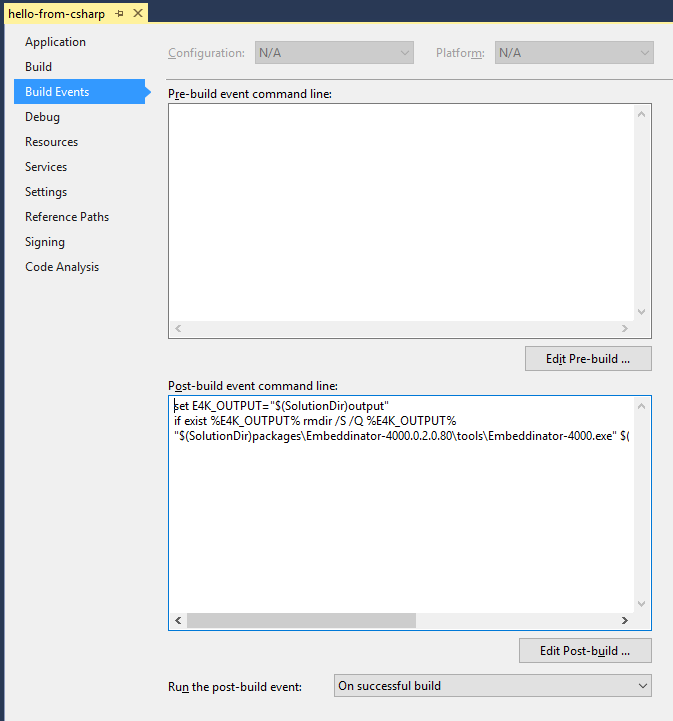 hello-from-csharp
Application
Build
Build Events
Debug
Resources
Services
Settings
Reference Paths
Signing
Code Analysis
Configuration: N/A Platform: N/A
Pre-build event command line:
Edit Pre-build ...
Post-build event command line:
set E4K_OUTPUT="$(SolutionDir)output"
if exist %E4K_OUTPUT% rmdir /S /Q %E4K_OUTPUT%
"$(SolutionDir)packages\Embeddinator-4000.0.2.0.80\tools\Embeddinator-4000.exe" $(
Edit Post-build ...
Run the post-build event: On successful build